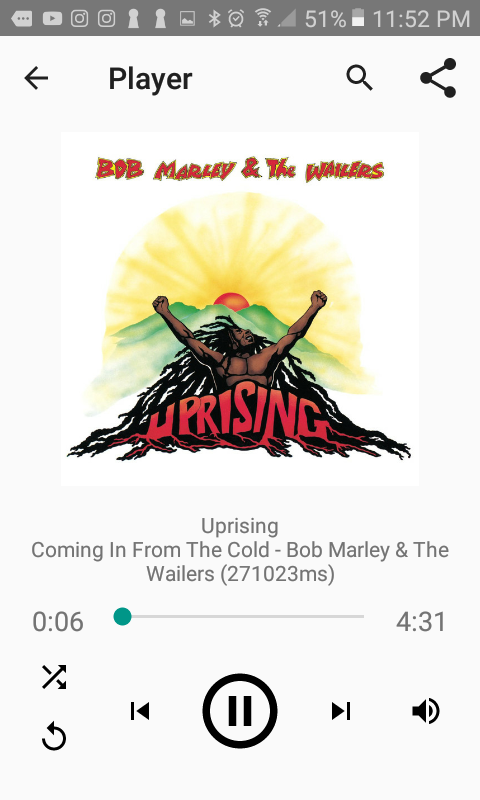 51% 11:52 PM
Player
BOB MARLEY & The WAILERS
UPRISING
Uprising
Coming In From The Cold - Bob Marley & The
Wailers (271023ms)
0:06 4:31